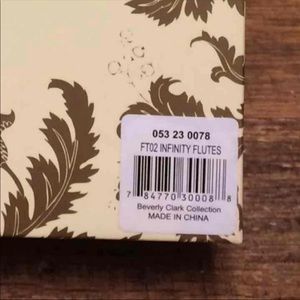 053 23 0078
FT02 INFINITY FLUTES
7 84770 30008 8
Beverly Clark Collection
MADE IN CHINA